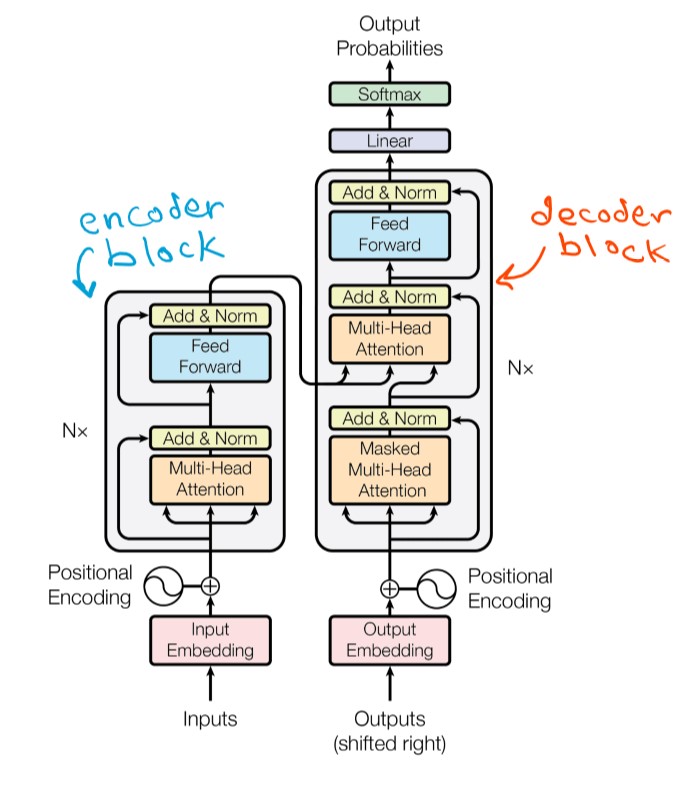 Output
Probabilities
Softmax
Linear
Add & Norm
Feed
Forward
Add & Norm
Multi-Head
Attention
Add & Norm
Masked
Multi-Head
Attention
Nx
decoder
block
encoder
block
Add & Norm
Feed
Forward
Add & Norm
Multi-Head
Attention
Nx
Positional
Encoding
Input
Embedding
Inputs
Positional
Encoding
Output
Embedding
Outputs
(shifted right)